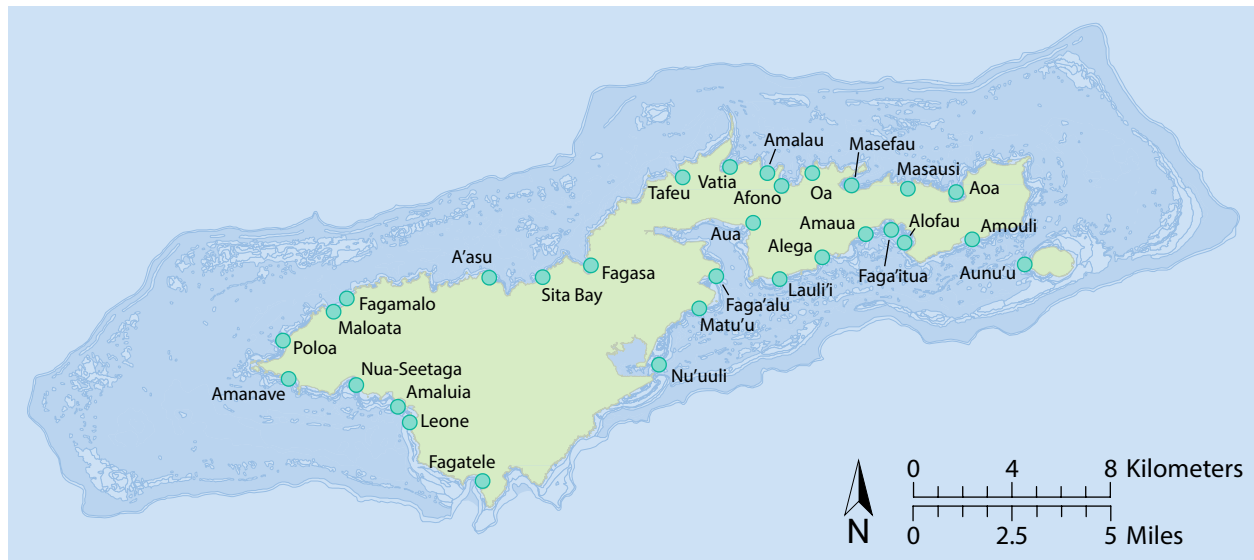 Amalau
Masefau
Vatia
Masausi
Tafeu
Afono
Oa
Aoa
Aua
Amaua
Alofau
Amouli
Alega
A'asu
Fagasa
Sita Bay
Faga'itua
Aunu'u
Lauli'i
Faga'alu
Fagamalo
Matu'u
Maloata
Poloa
Nua-Seetaga
Nu'uuli
Amanave
Amaluia
Leone
Fagatele
N
0 4 8 Kilometers
0 2.5 5 Miles